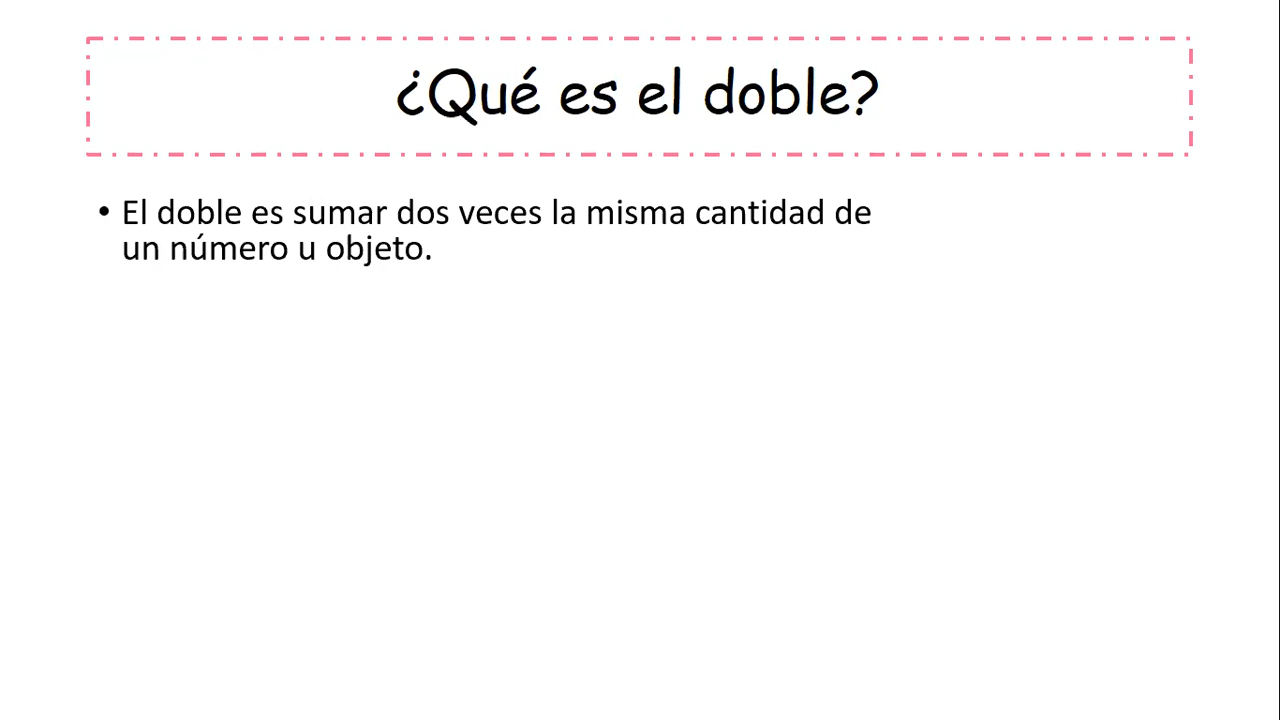 ¿Qué es el doble?
• El doble es sumar dos veces la misma cantidad de
un número u objeto.